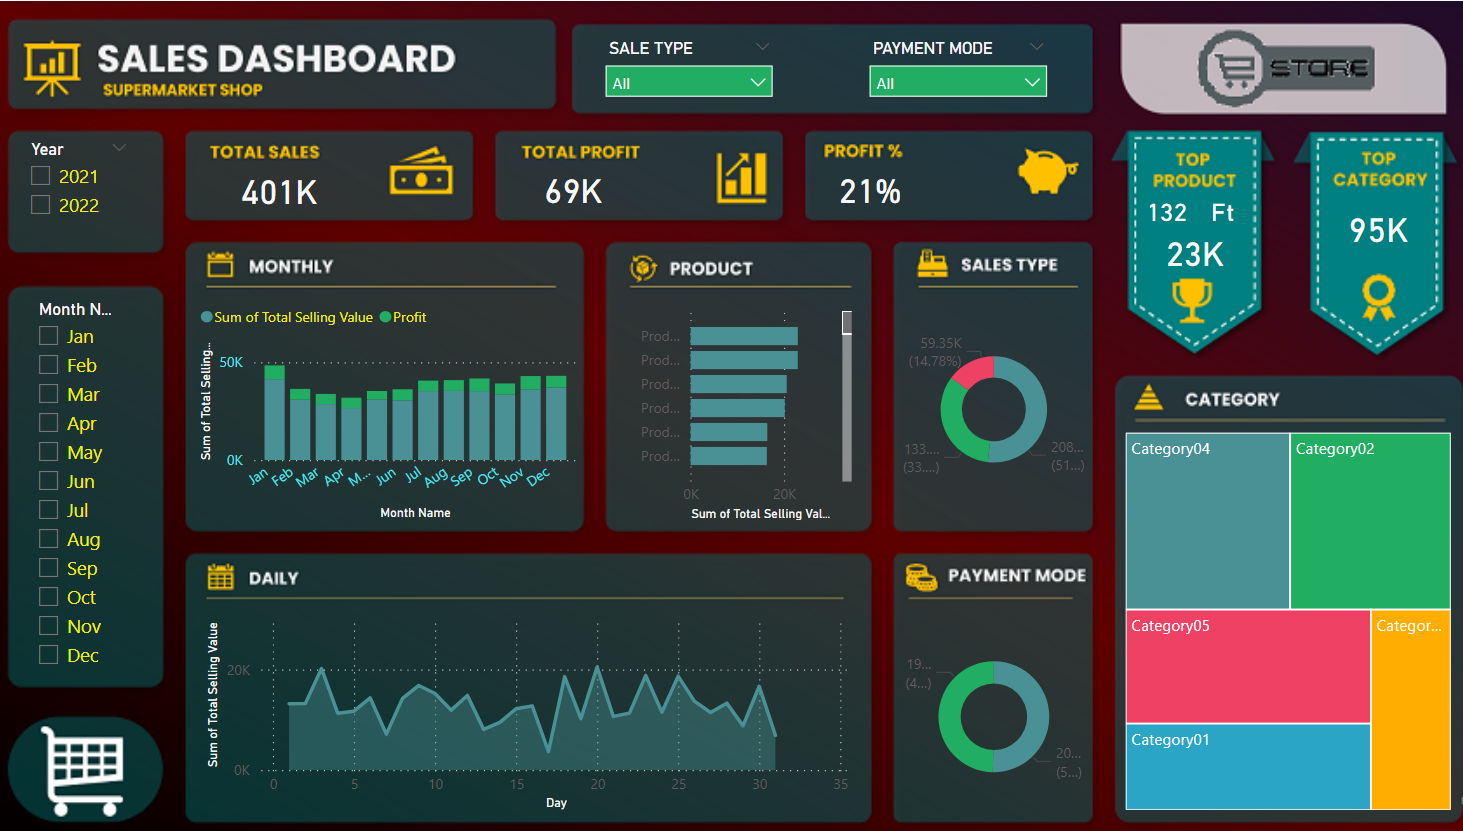 SALES DASHBOARD
SUPERMARKET SHOP
SALE TYPE
All
PAYMENT MODE
All
STORE
Year
2021
2022
TOTAL SALES
401K
TOTAL PROFIT
69K
PROFIT %
21%
TOP
PRODUCT
132 Ft
23K
TOP
CATEGORY
95K
Month N...
Jan
Feb
Mar
Apr
May
Jun
Jul
Aug
Sep
Oct
Nov
Dec
MONTHLY
Sum of Total Selling Value Profit
Sum of Total Selling...
50K
0K
Jan Feb Mar Apr M... Jun Jul Aug Sep Oct Nov Dec
Month Name
PRODUCT
Prod...
Prod...
Prod...
Prod...
Prod...
Prod...
0K 20K
Sum of Total Selling Val...
SALES TYPE
59.35K
(14.78%)
133....
(33....)
208...
(51...)
CATEGORY
Category04
Category02
Category05
Categor...
Category01
DAILY
Sum of Total Selling Value
20K
0K
0 5 10 15 20 25 30 35
Day
PAYMENT MODE
19...
(4...)
20...
(5...)